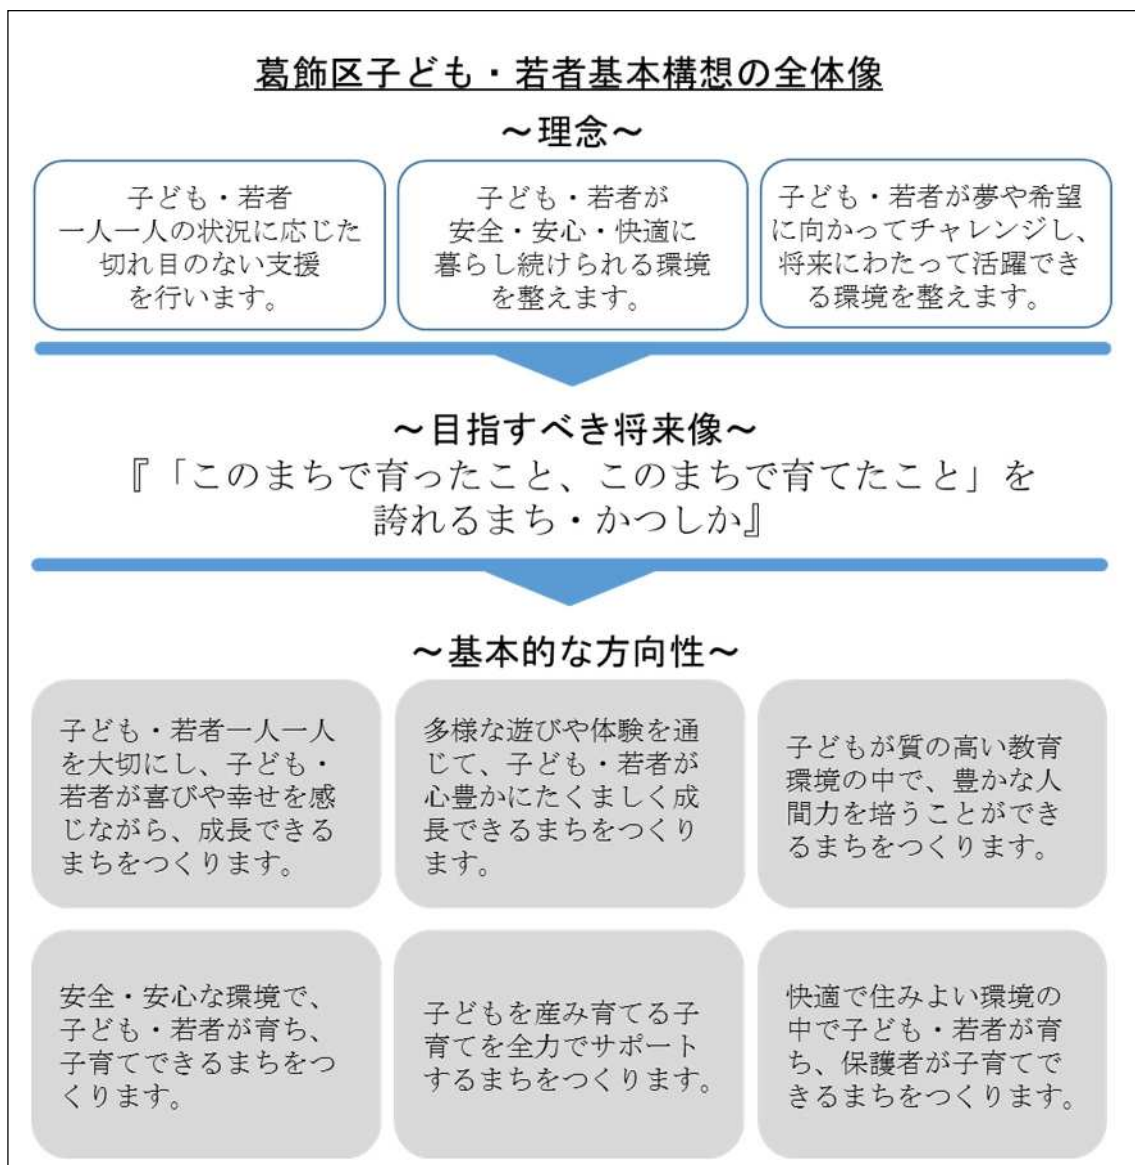 葛飾区子ども・若者基本構想の全体像
～理念～
子ども・若者
一人一人の状況に応じた
切れ目のない支援
を行います。
子ども・若者が
安全・安心・快適に
暮らし続けられる環境
を整えます。
子ども・若者が夢や希望
に向かってチャレンジし、
将来にわたって活躍でき
る環境を整えます。
～目指すべき将来像～
『「このまちで育ったこと、このまちで育てたこと」を
誇れるまち・かつしか』
～基本的な方向性～
子ども・若者一人一人
を大切にし、子ども・
若者が喜びや幸せを感
じながら、成長できる
まちをつくります。
多様な遊びや体験を通
じて、子ども・若者が
心豊かにたくましく成
長できるまちをつくり
ます。
子どもが質の高い教育
環境の中で、豊かな人
間力を培うことができ
るまちをつくります。
安全・安心な環境で、
子ども・若者が育ち、
子育てできるまちをつ
くります。
子どもを産み育てる子
育てを全力でサポート
するまちをつくります。
快適で住みよい環境の
中で子ども・若者が育
ち、保護者が子育てで
きるまちをつくります。